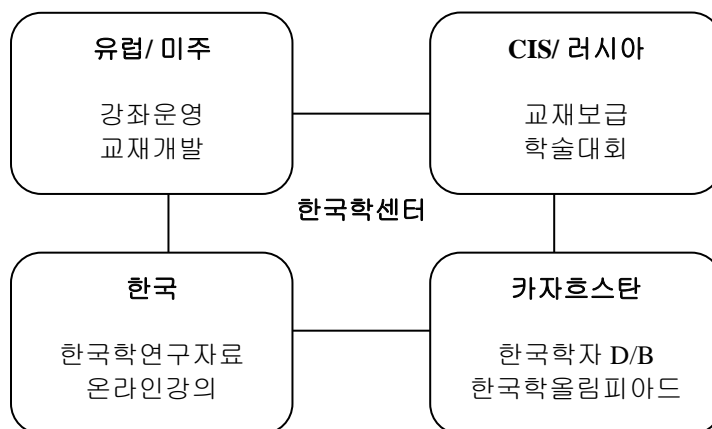 유럽/ 미주
강좌운영
교재개발
CIS/ 러시아
교재보급
학술대회
한국학센터
한국
한국학연구자료
온라인강의
카자흐스탄
한국학자 D/B
한국학올림피아드